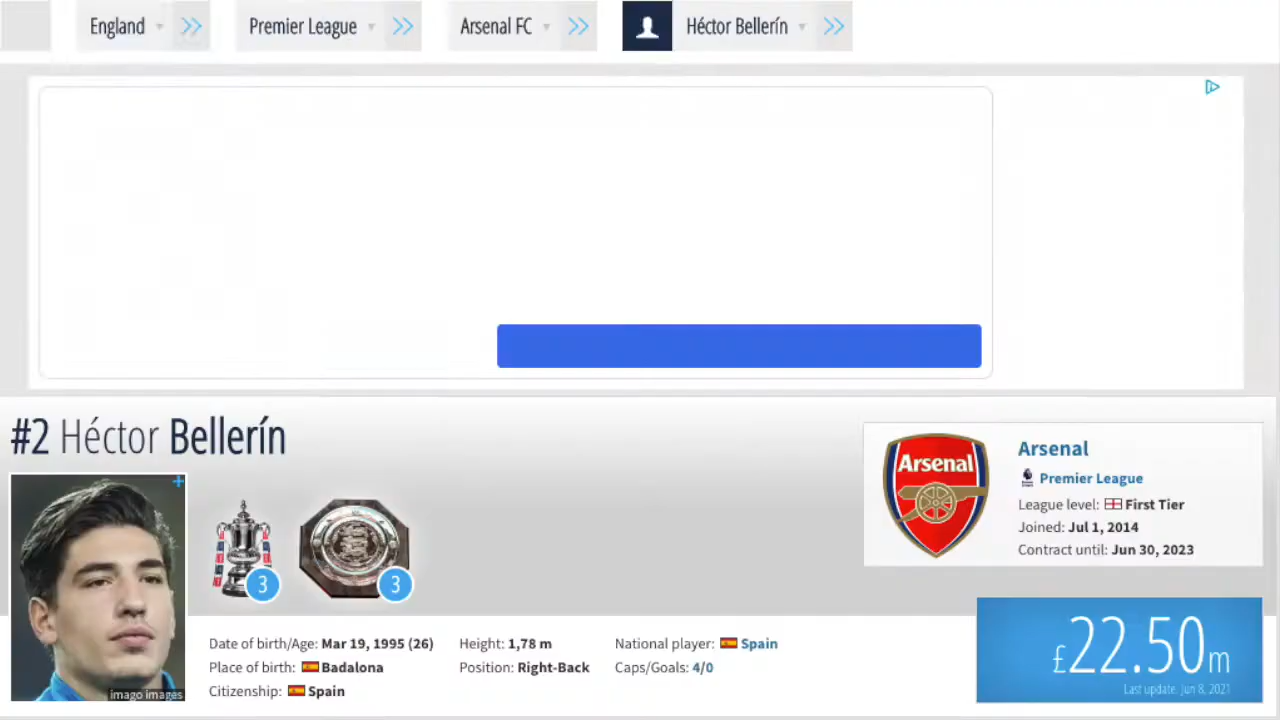 England Premier League Arsenal FC Héctor Bellerín
#2 Héctor Bellerín
Arsenal
Arsenal
Premier League
League level: First Tier
Joined: Jul 1, 2014
Contract until: Jun 30, 2023
3 3
imago images
Date of birth/Age: Mar 19, 1995 (26) Height: 1,78 m National player: Spain
Place of birth: Badalona Position: Right-Back Caps/Goals: 4/0
Citizenship: Spain
£22.50m
Last update: Jun 8, 2021